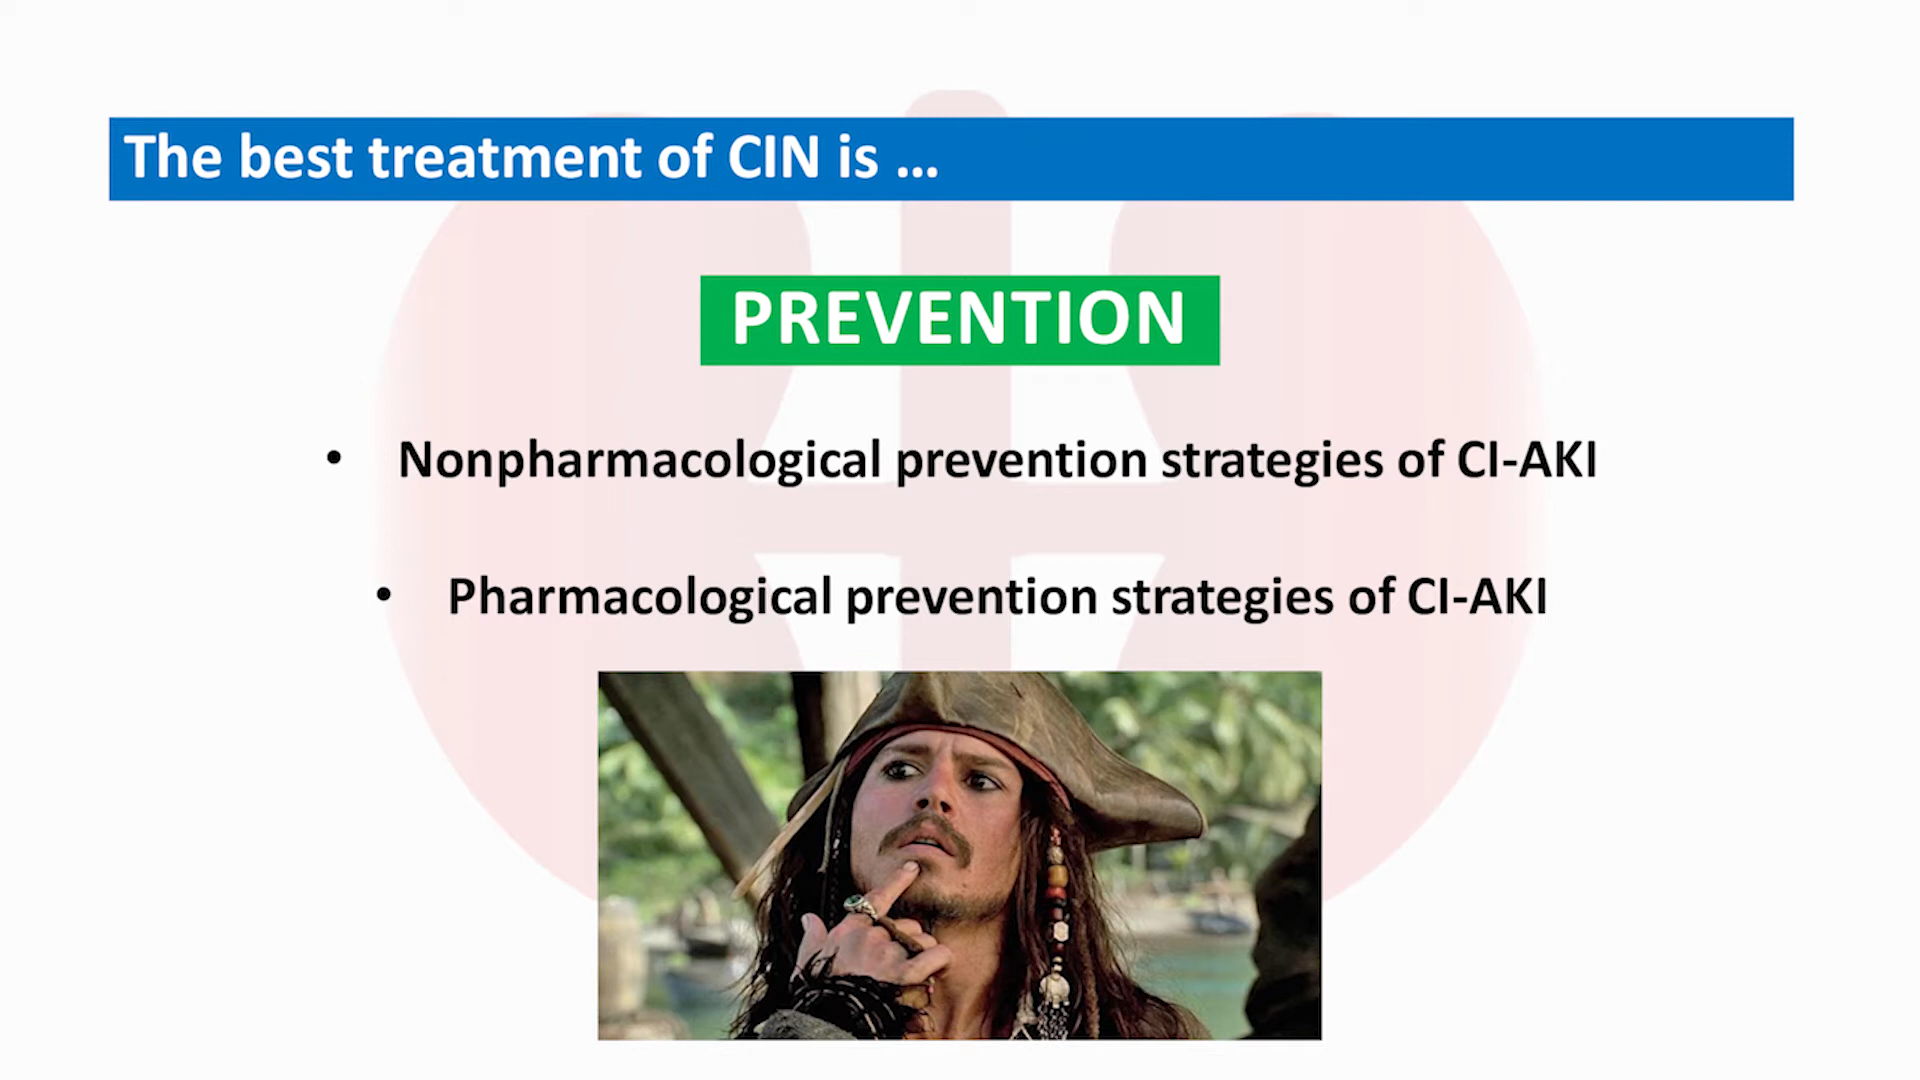 The best treatment of CIN is ...
PREVENTION
• Nonpharmacological prevention strategies of CI-AKI
• Pharmacological prevention strategies of CI-AKI